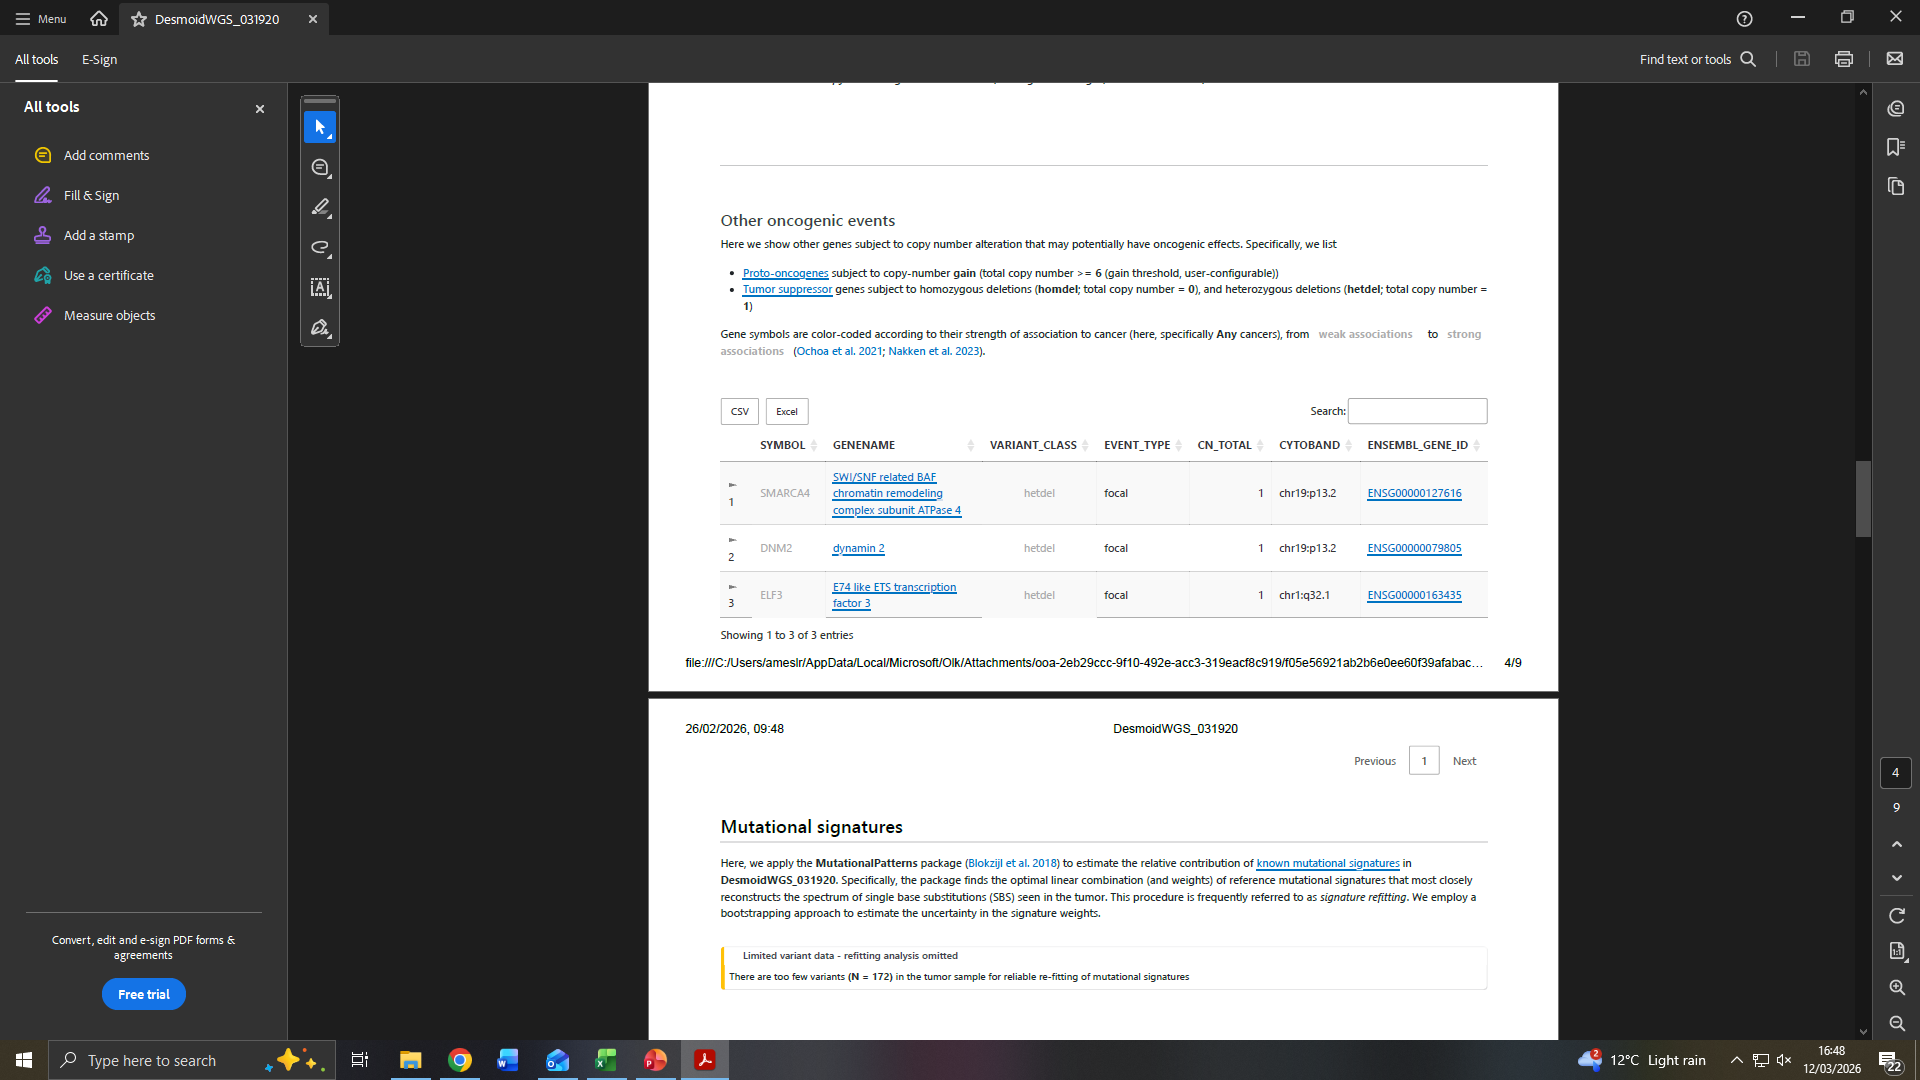 Menu
DesmoidWGS_031920
All tools
E-Sign
Find text or tools
All tools
Add comments
Fill & Sign
Add a stamp
Use a certificate
Measure objects
Convert, edit and e-sign PDF forms & agreements
Free trial
Other oncogenic events
Here we show other genes subject to copy number alteration that may potentially have oncogenic effects. Specifically, we list
• Proto-oncogenes subject to copy-number gain (total copy number >= 6 (gain threshold, user-configurable))
• Tumor suppressor genes subject to homozygous deletions (homdel; total copy number = 0), and heterozygous deletions (hetdel; total copy number =
1)
Gene symbols are color-coded according to their strength of association to cancer (here, specifically Any cancers), from weak associations to strong
associations (Ochoa et al. 2021; Nakken et al. 2023).
CSV Excel Search:
SYMBOL GENENAME VARIANT_CLASS EVENT_TYPE CN_TOTAL CYTOBAND ENSEMBL_GENE_ID
1 SMARCA4 SWI/SNF related BAF chromatin remodeling complex subunit ATPase 4 hetdel focal 1 chr19:p13.2 ENSG00000127616
2 DNM2 dynamin 2 hetdel focal 1 chr19:p13.2 ENSG00000079805
3 ELF3 E74 like ETS transcription factor 3 hetdel focal 1 chr1:q32.1 ENSG00000163435
Showing 1 to 3 of 3 entries
file:///C:/Users/ameslr/AppData/Local/Microsoft/Olk/Attachments/ooa-2eb29ccc-9f10-492e-acc3-319eacf8c919/f05e56921ab2b6e0ee60f39afabac... 4/9
26/02/2026, 09:48 DesmoidWGS_031920
Previous 1 Next
Mutational signatures
Here, we apply the MutationalPatterns package (Blokzijl et al. 2018) to estimate the relative contribution of known mutational signatures in
DesmoidWGS_031920. Specifically, the package finds the optimal linear combination (and weights) of reference mutational signatures that most closely
reconstructs the spectrum of single base substitutions (SBS) seen in the tumor. This procedure is frequently referred to as signature refitting. We employ a
bootstrapping approach to estimate the uncertainty in the signature weights.
Limited variant data - refitting analysis omitted
There are too few variants (N = 172) in the tumor sample for reliable re-fitting of mutational signatures
4
9
Type here to search
2
12°C Light rain
16:48
12/03/2026
22